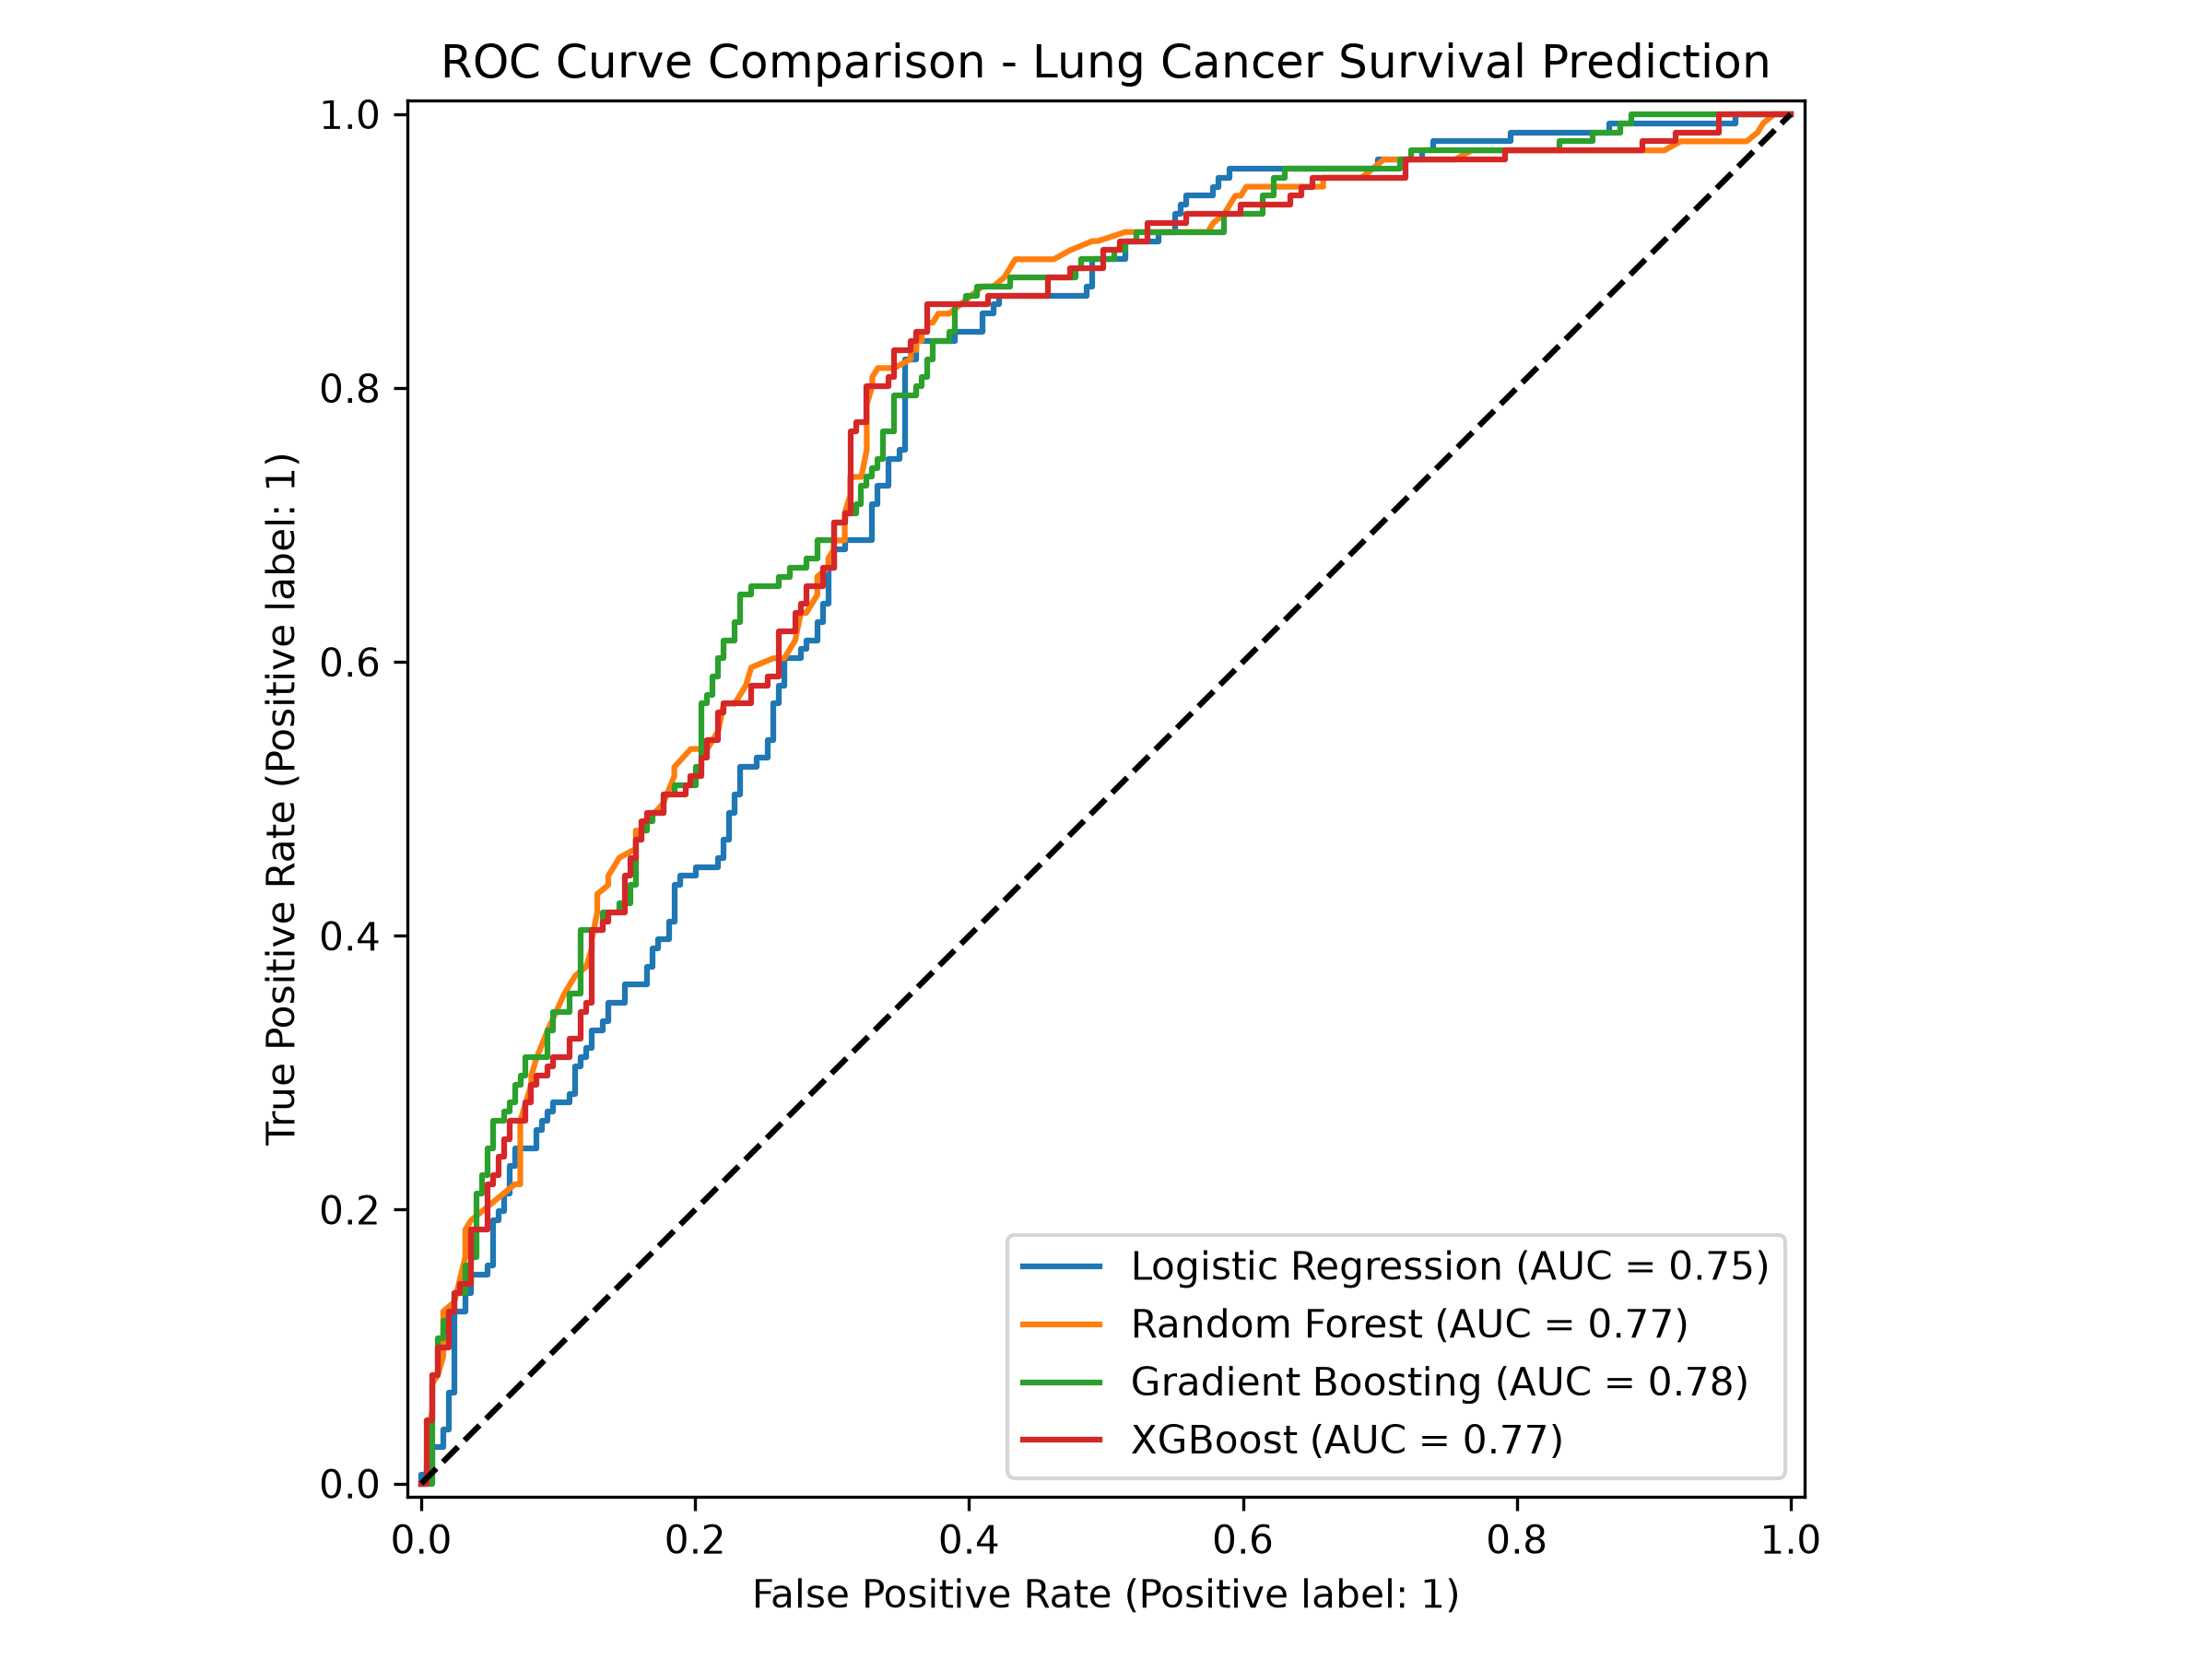 ROC Curve Comparison - Lung Cancer Survival Prediction
True Positive Rate (Positive label: 1)
1.0
0.8
0.6
0.4
0.2
0.0
Logistic Regression (AUC = 0.75)
Random Forest (AUC = 0.77)
Gradient Boosting (AUC = 0.78)
XGBoost (AUC = 0.77)
0.0 0.2 0.4 0.6 0.8 1.0
False Positive Rate (Positive label: 1)